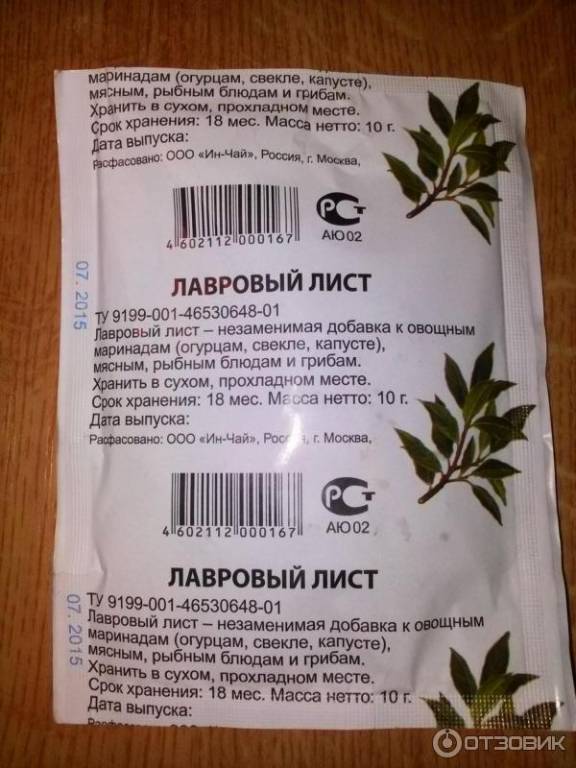 маринадам (огурцам, свекле, капусте),
мясным, рыбным блюдам и грибам.
Хранить в сухом, прохладном месте.
Срок хранения: 18 мес. Масса нетто: 10 г.
Дата выпуска:
Расфасовано: ООО «Ин-Чай», Россия, г. Москва,
4 602112 000167
РСТ
АЮ02
07. 2015
ЛАВРОВЫЙ ЛИСТ
ТУ 9199-001-46530648-01
Лавровый лист – незаменимая добавка к овощным
маринадам (огурцам, свекле, капусте),
мясным, рыбным блюдам и грибам.
Хранить в сухом, прохладном месте.
Срок хранения: 18 мес. Масса нетто: 10 г.
Дата выпуска:
Расфасовано: ООО «Ин-Чай», Россия, г. Москва,
4 602112 000167
РСТ
АЮ02
ЛАВРОВЫЙ ЛИСТ
07. 2015
ТУ 9199-001-46530648-01
Лавровый лист – незаменимая добавка к овощным
маринадам (огурцам, свекле, капусте),
мясным, рыбным блюдам и грибам.
Хранить в сухом, прохладном месте.
Срок хранения: 18 мес. Масса нетто: 10 г.
Дата выпуска:
ОТЗОВИК